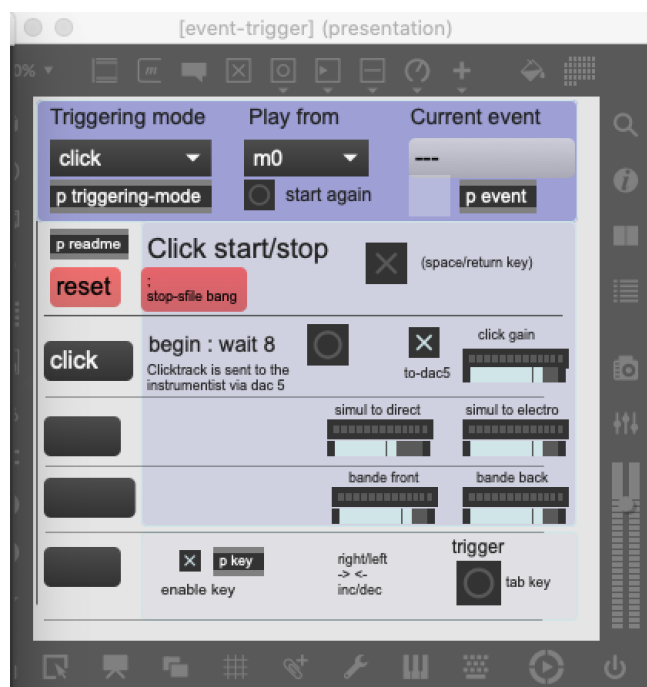 [event-trigger] (presentation)
0%
m
Triggering mode
Play from
Current event
click
m0
---
p triggering-mode
start again
p event
p readme
Click start/stop
(space/return key)
reset
;
stop-sfile bang
click
begin : wait 8
Clicktrack is sent to the
instrumentist via dac 5
to-dac5
click gain
simul to direct
simul to electro
bande front
bande back
p key
enable key
right/left
-> <-
inc/dec
trigger
tab key